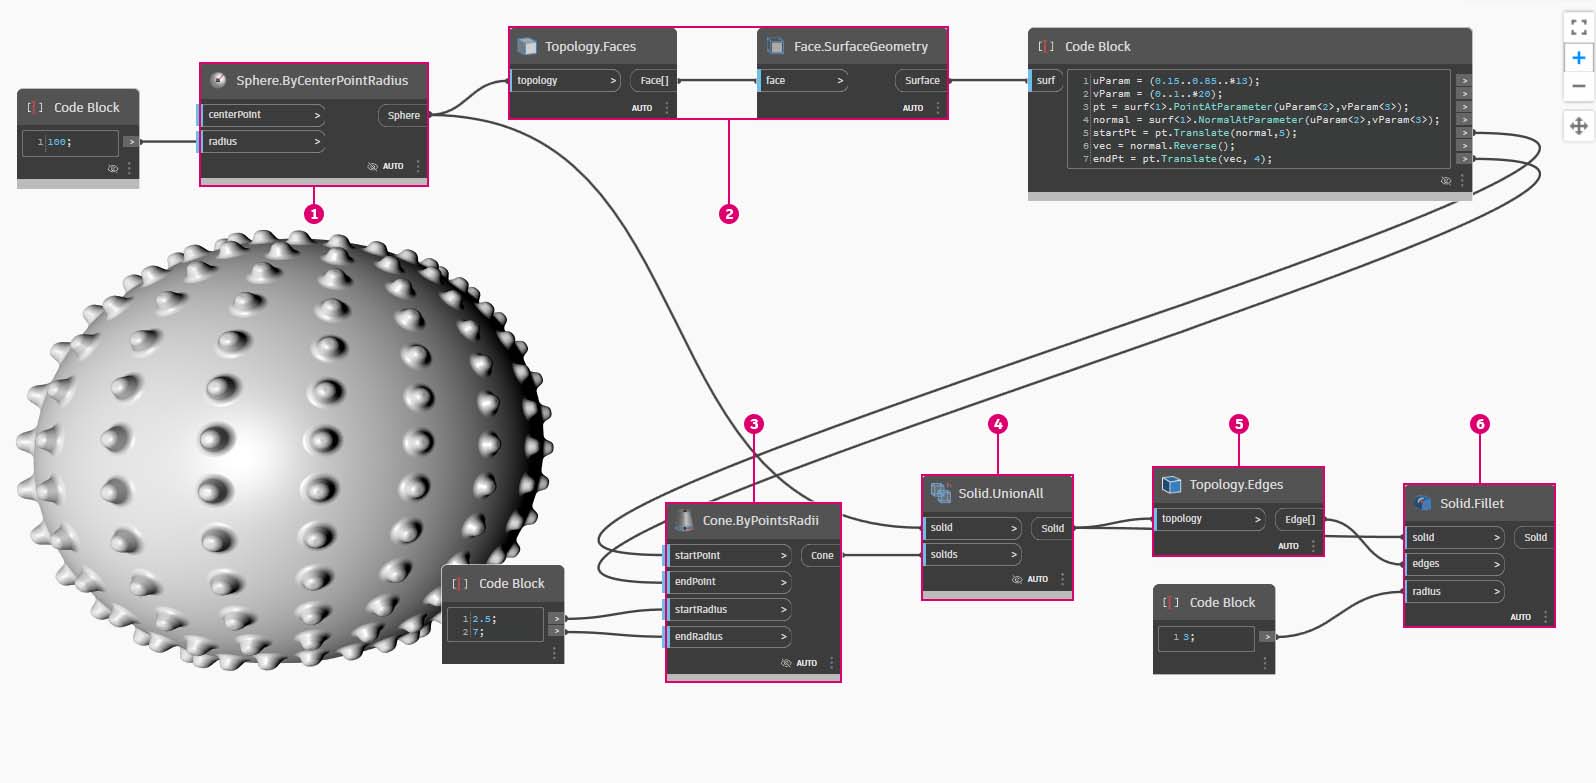 Code Block
1 100;
>
Sphere.ByCenterPointRadius
centerPoint >
Sphere
radius >
AUTO
1
Topology.Faces
topology >
Face[]
AUTO
Face.SurfaceGeometry
face >
Surface
AUTO
2
Code Block
surf
1 uParam = (0.15..0.85..#13);
2 vParam = (0..1..#20);
3 pt = surf<1>.PointAtParameter(uParam<2>,vParam<3>);
4 normal = surf<1>.NormalAtParameter(uParam<2>,vParam<3>);
5 startPt = pt.Translate(normal,5);
6 vec = normal.Reverse();
7 endPt = pt.Translate(vec, 4);
>
>
>
>
>
>
>
3
Cone.ByPointsRadii
startPoint >
Cone
endPoint >
startRadius >
endRadius >
AUTO
Code Block
1 2.5;
2 7;
>
>
4
Solid.UnionAll
solid >
Solid
solids >
AUTO
5
Topology.Edges
topology >
Edge[]
AUTO
Code Block
1 3;
>
6
Solid.Fillet
solid >
Solid
edges >
radius >
AUTO